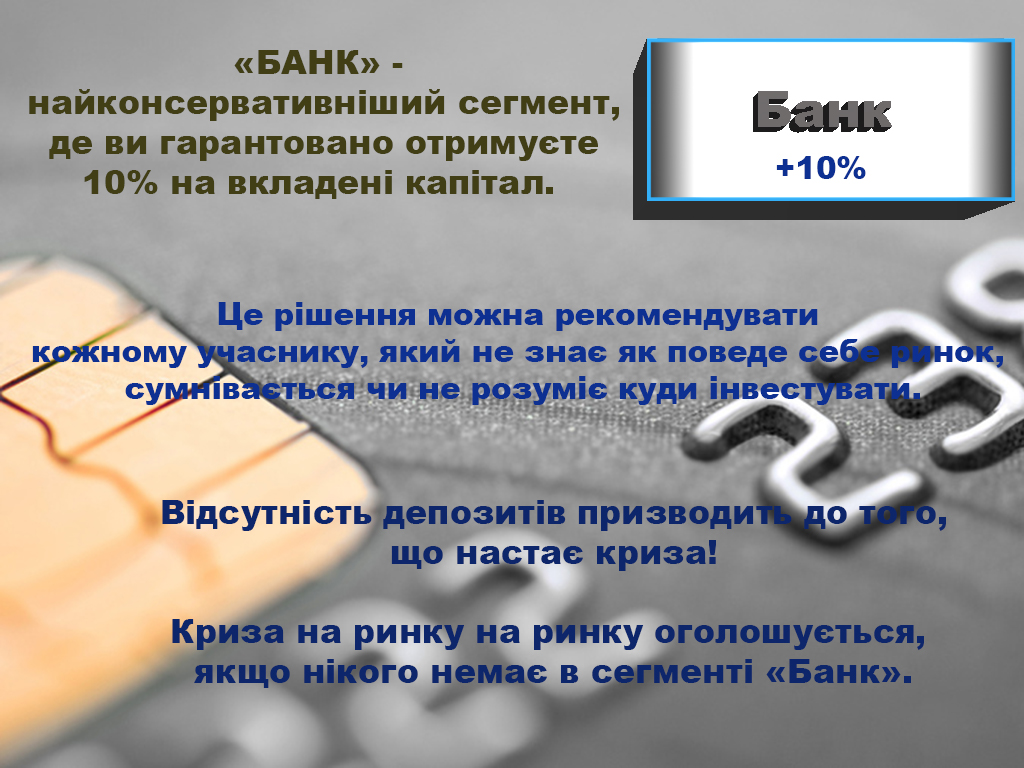 «БАНК» -
найконсервативніший сегмент,
де ви гарантовано отримуєте
10% на вкладені капітал.
Банк
+10%
Це рішення можна рекомендувати
кожному учаснику, який не знає як поведе себе ринок,
сумнівається чи не розуміє куди інвестувати.
Відсутність депозитів призводить до того,
що настає криза!
Криза на ринку на ринку оголошується,
якщо нікого немає в сегменті «Банк».